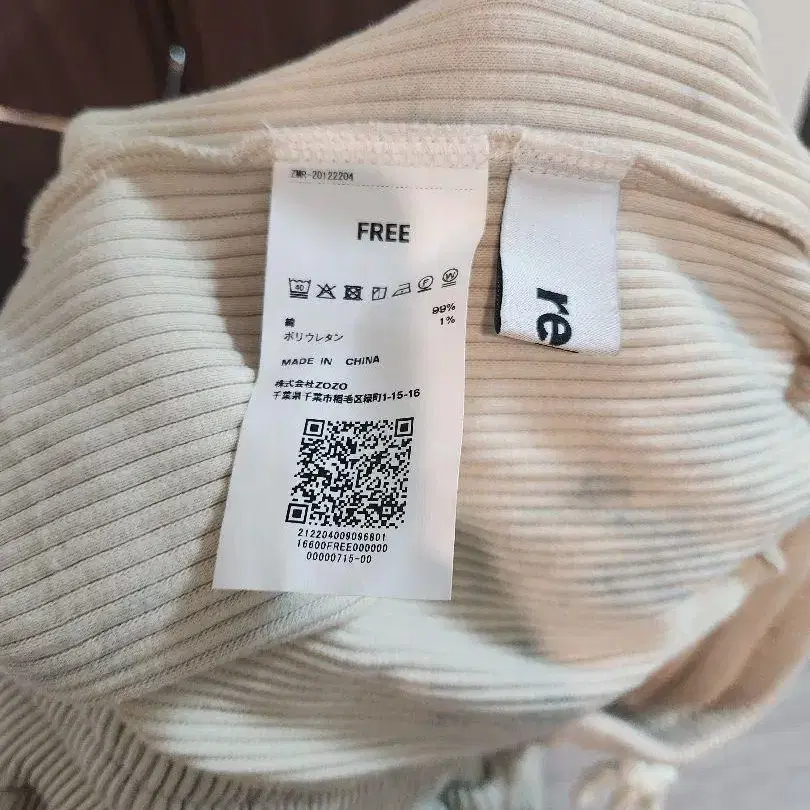 ZMR-20122204
FREE
40
F
W
99%
綿
1%
ポリウレタン
MADE IN CHINA
株式会社ZOZO
千葉県千葉市稲毛区緑町1-15-16
212204009096801
16600FREE000000
00000715-00
re